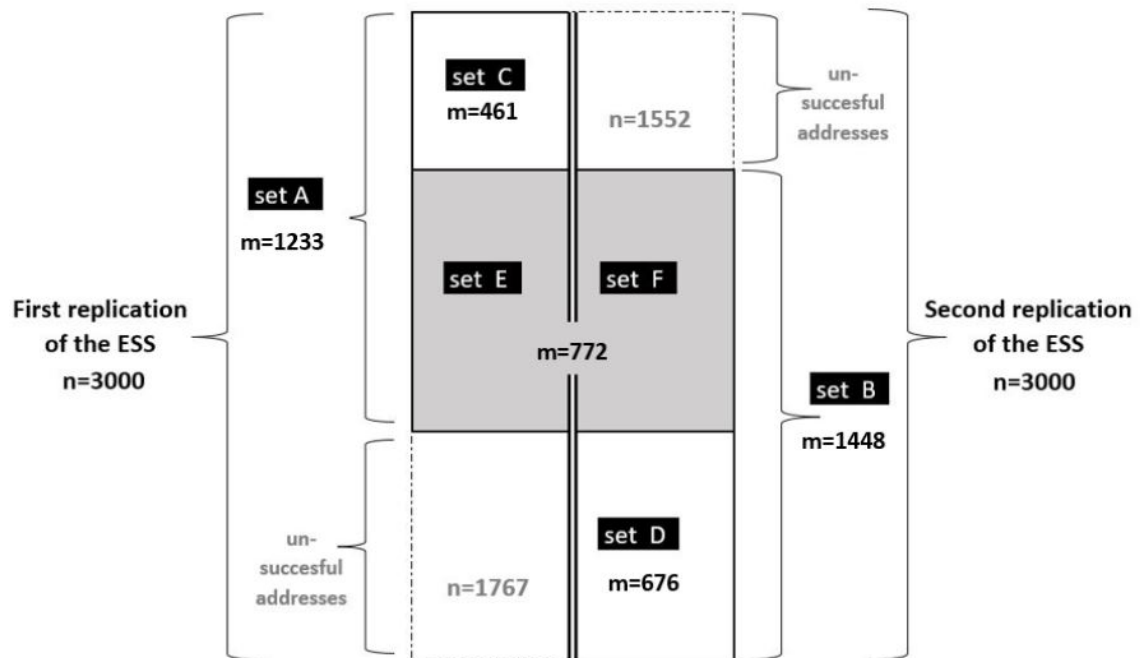 set C
m=461
un-
succesful
addresses
n=1552
set A
m=1233
set E
set F
First replication
of the ESS
n=3000
Second replication
of the ESS
n=3000
m=772
set B
m=1448
un-
succesful
addresses
set D
n=1767
m=676